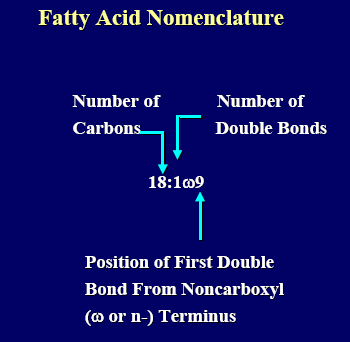 Fatty Acid Nomenclature
Number of Carbons
Number of Double Bonds
18:1ω9
Position of First Double
Bond From Noncarboxyl
(ω or n-) Terminus